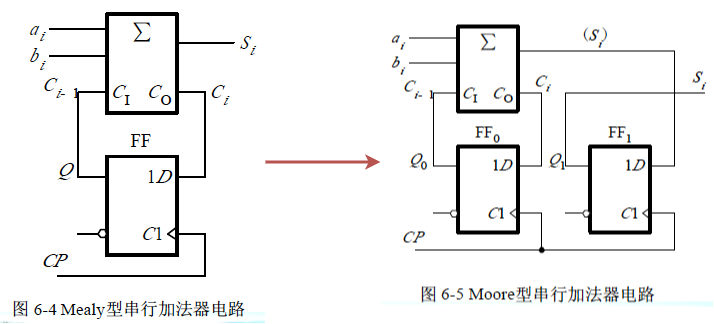 a_i
b_i
Σ
S_i
C_{i-1}
C_I
C_O
C_i
FF
Q
1D
C1
CP
图 6-4 Mealy型串行加法器电路
a_i
b_i
Σ
(S_i)
C_{i-1}
C_I
C_O
C_i
S_i
FF_0
FF_1
Q_0
1D
Q_1
1D
C1
C1
CP
图 6-5 Moore型串行加法器电路